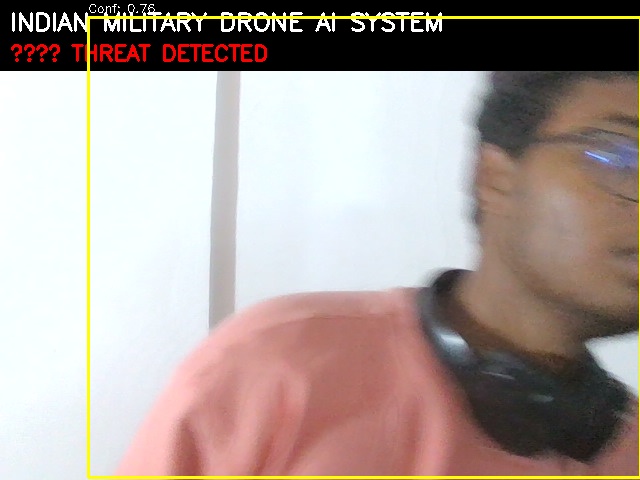 Conf: 0.76
INDIAN MILITARY DRONE AI SYSTEM
???? THREAT DETECTED